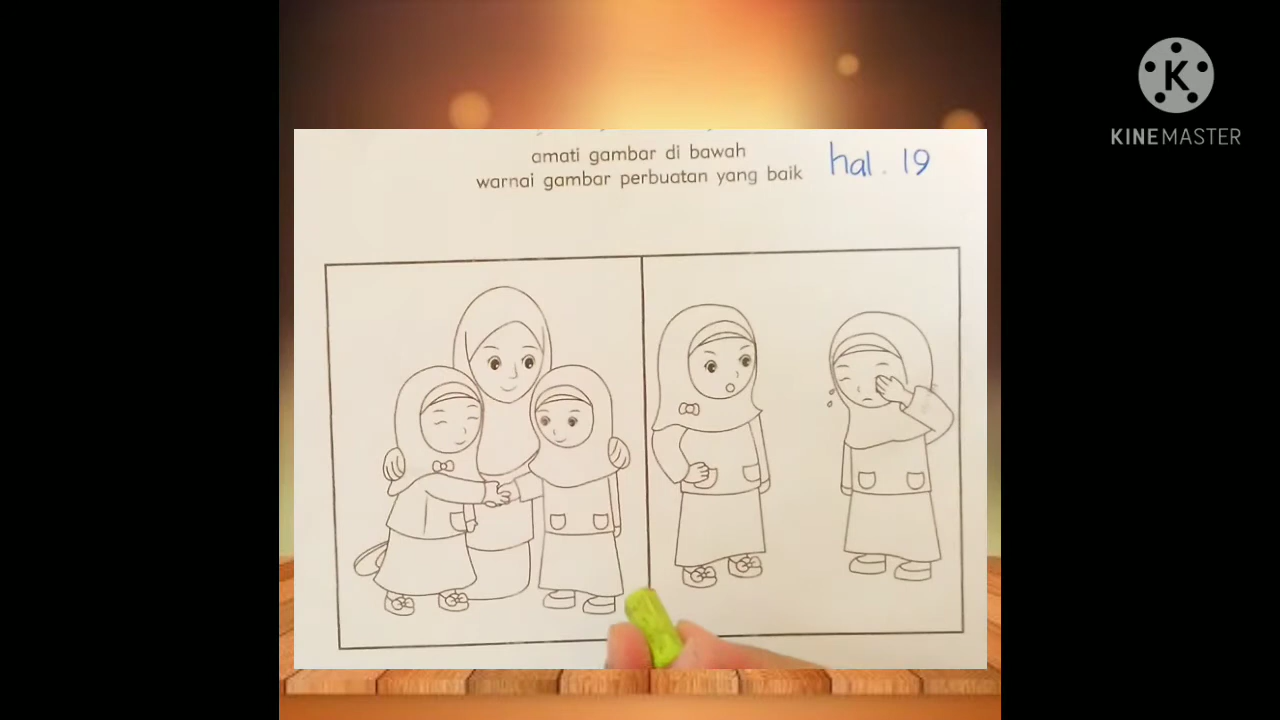 amati gambar di bawah
warnai gambar perbuatan yang baik
hal. 19
K
KINEMASTER